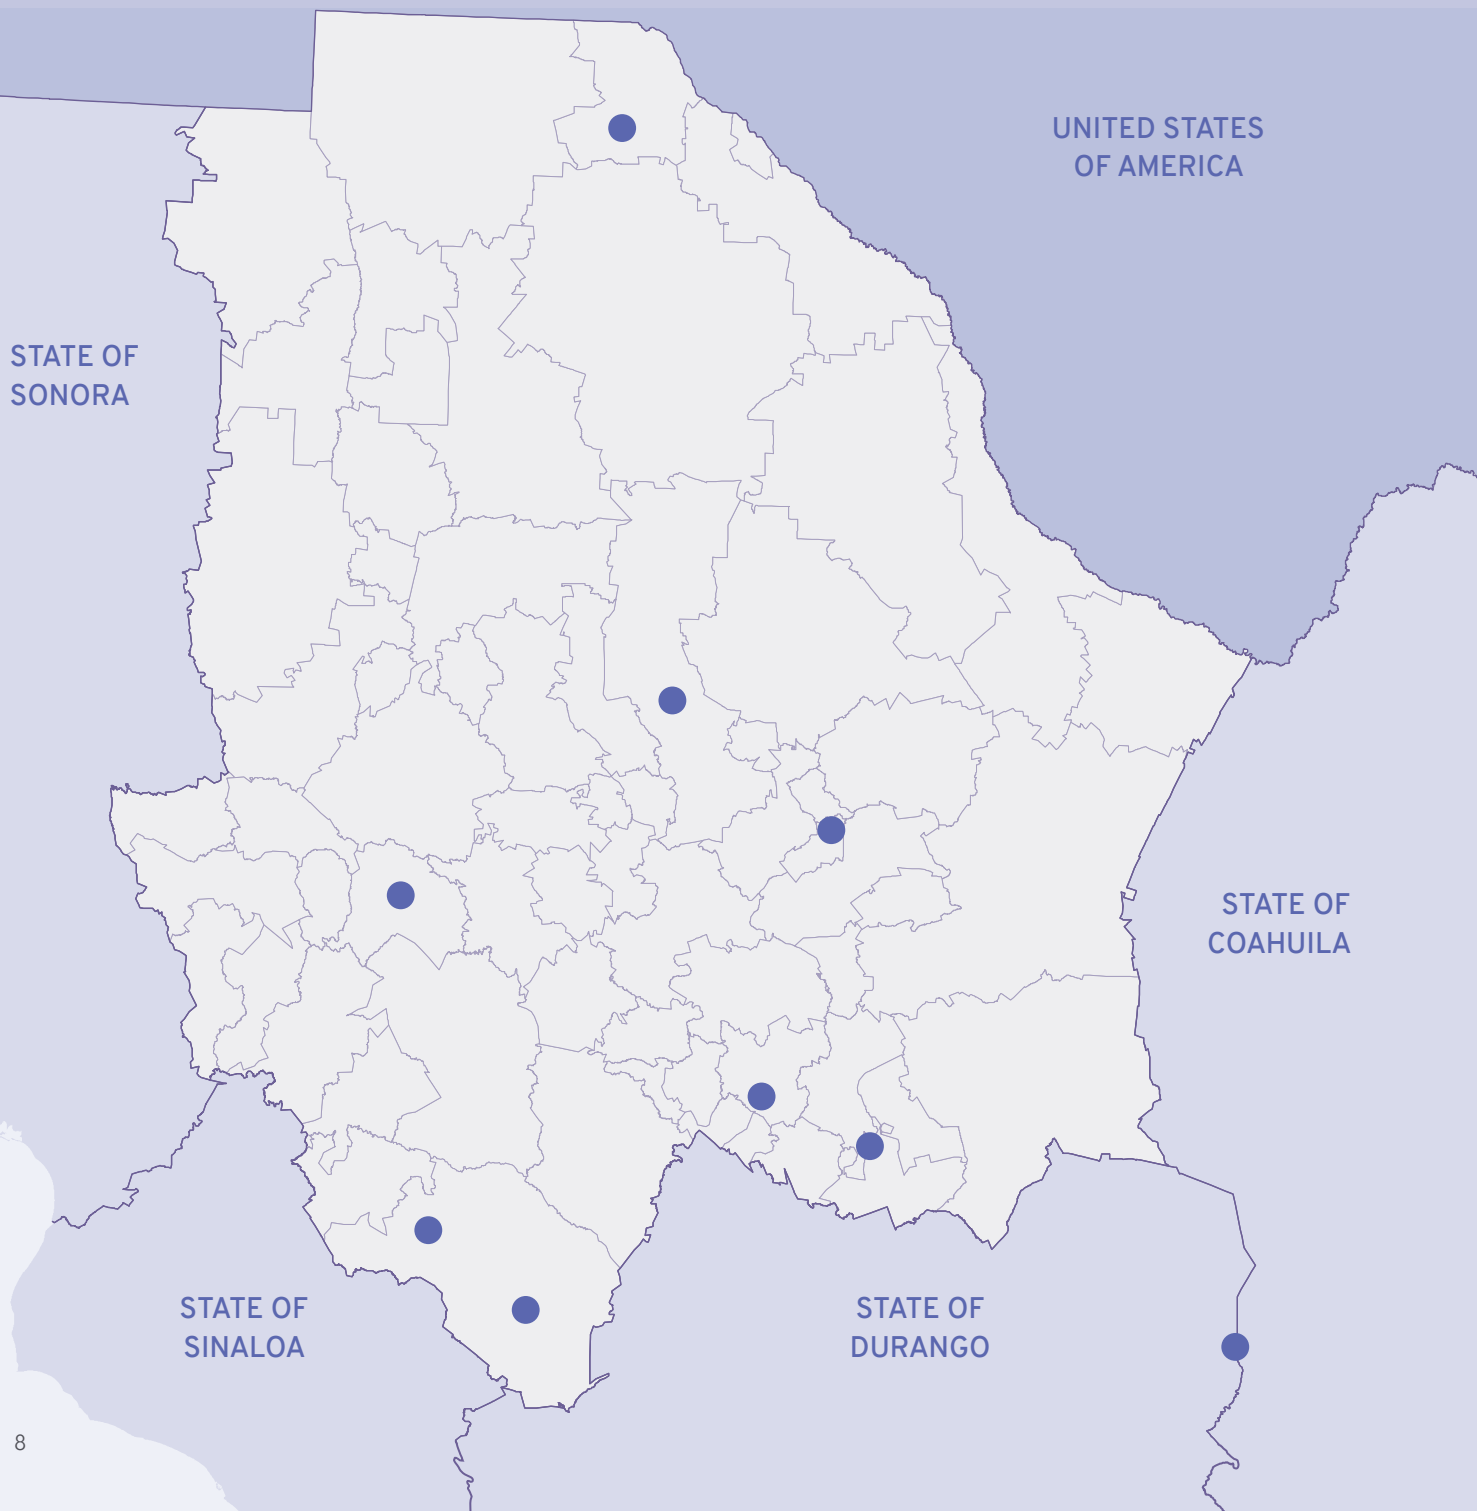 UNITED STATES
OF AMERICA
STATE OF
SONORA
STATE OF
COAHUILA
STATE OF
SINALOA
STATE OF
DURANGO
8